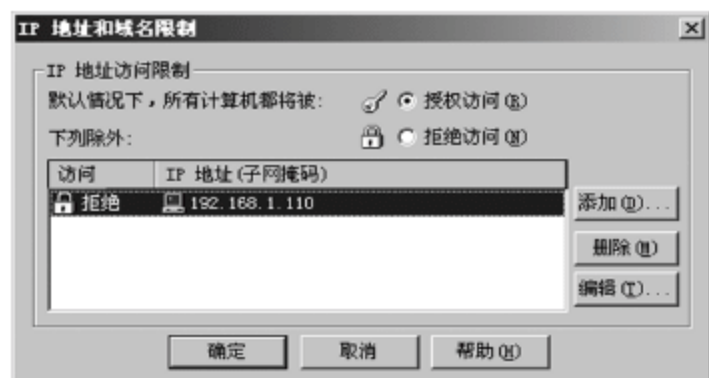 IP 地址和域名限制
IP 地址访问限制
默认情况下，所有计算机都将被: 授权访问(R)
下列除外: 拒绝访问(N)
访问 IP 地址(子网掩码)
拒绝 192.168.1.110
添加(D)...
删除(M)
编辑(T)...
确定 取消 帮助(H)